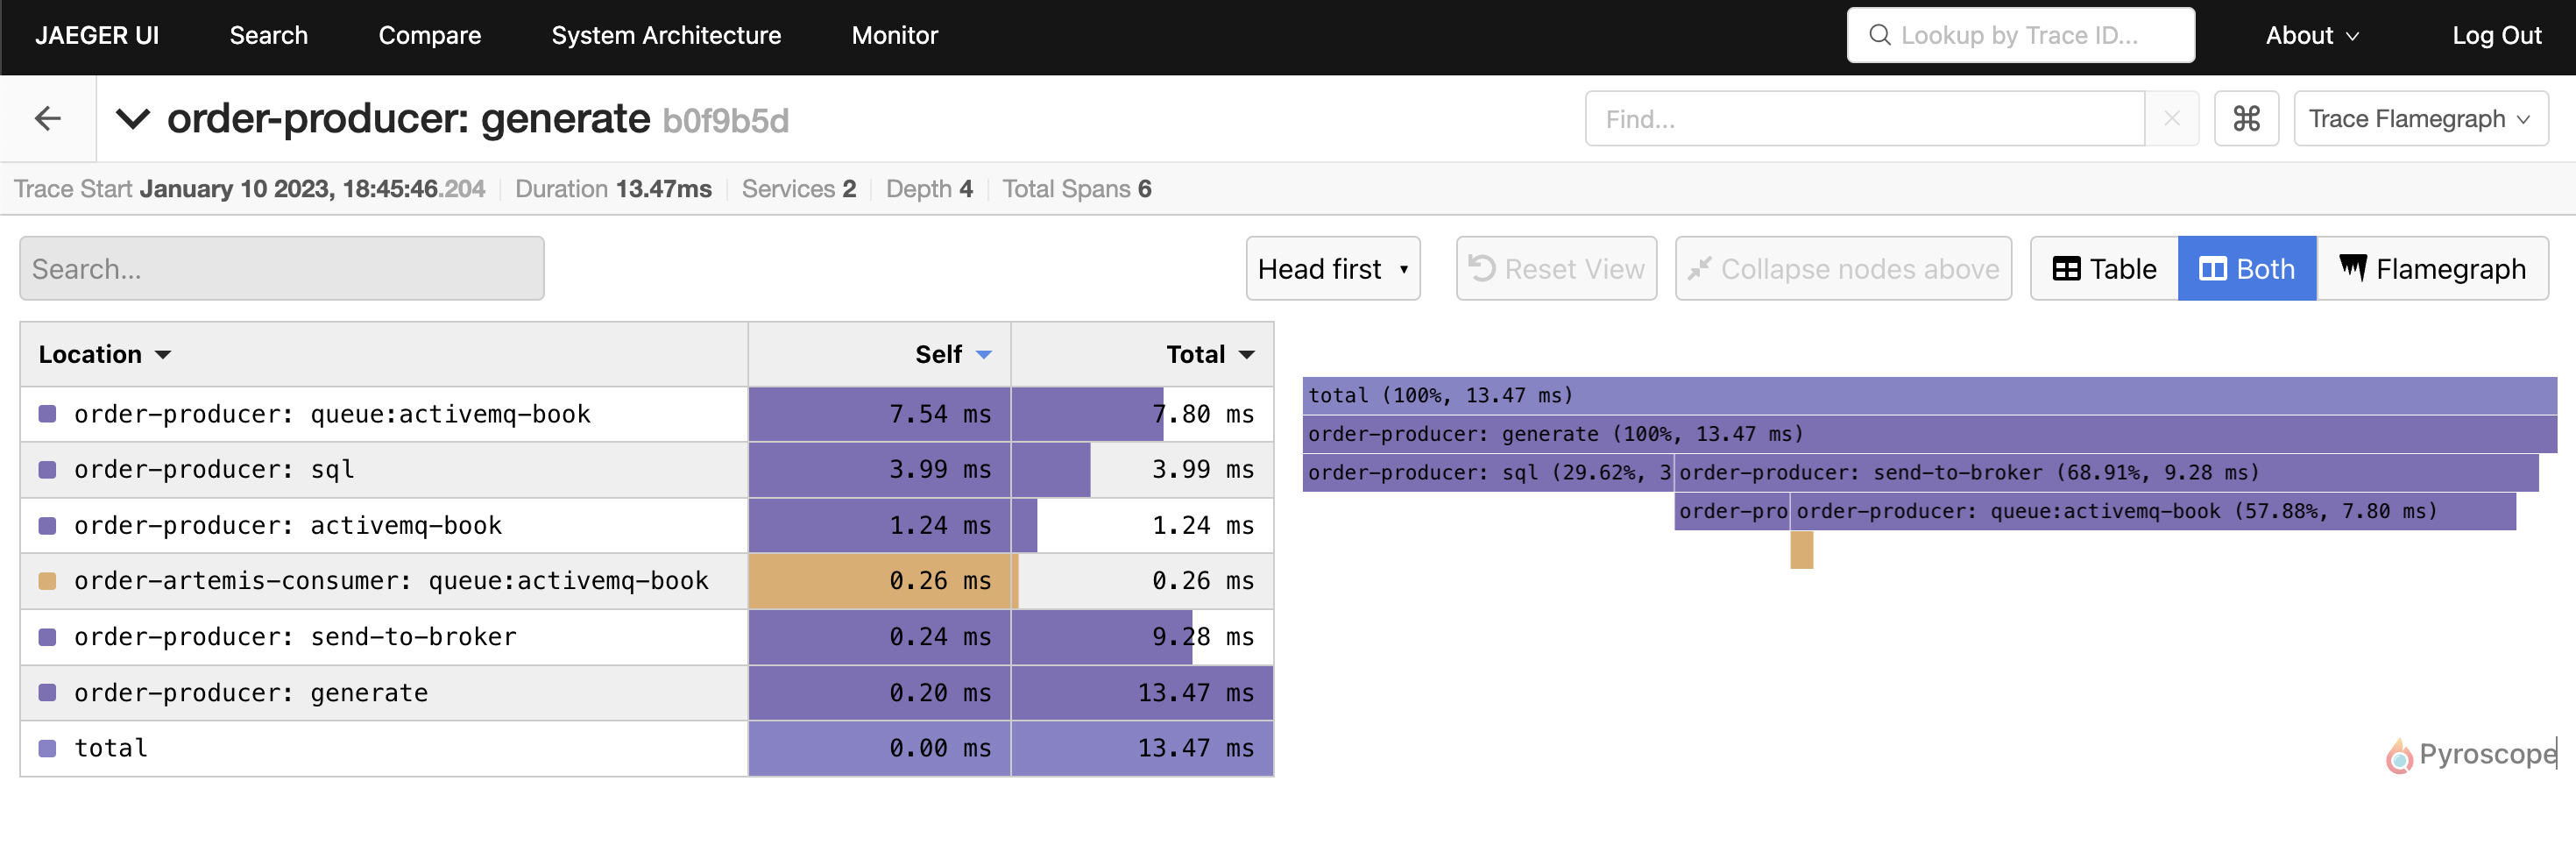 JAEGER UI Search Compare System Architecture Monitor Lookup by Trace ID... About Log Out
order-producer: generate b0f9b5d Find... Trace Flamegraph
Trace Start January 10 2023, 18:45:46.204 Duration 13.47ms Services 2 Depth 4 Total Spans 6
Search... Head first Reset View Collapse nodes above Table Both Flamegraph
Location Self Total
order-producer: queue:activemq-book 7.54 ms 7.80 ms
order-producer: sql 3.99 ms 3.99 ms
order-producer: activemq-book 1.24 ms 1.24 ms
order-artemis-consumer: queue:activemq-book 0.26 ms 0.26 ms
order-producer: send-to-broker 0.24 ms 9.28 ms
order-producer: generate 0.20 ms 13.47 ms
total 0.00 ms 13.47 ms
total (100%, 13.47 ms)
order-producer: generate (100%, 13.47 ms)
order-producer: sql (29.62%, 3 order-producer: send-to-broker (68.91%, 9.28 ms)
order-pro order-producer: queue:activemq-book (57.88%, 7.80 ms)
Pyroscope